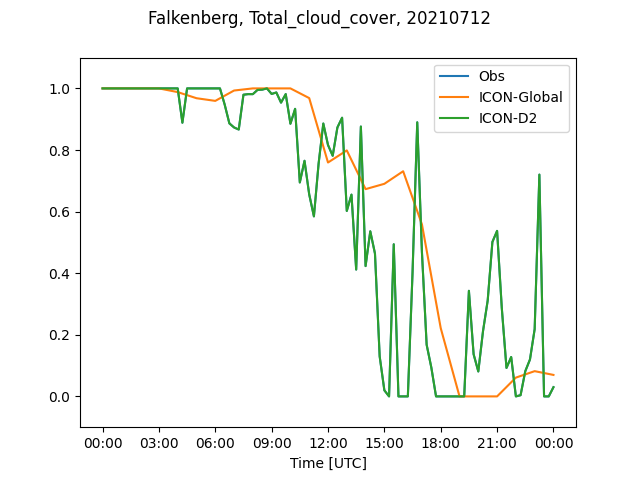 Falkenberg, Total_cloud_cover, 20210712
Obs
ICON-Global
ICON-D2
1.0
0.8
0.6
0.4
0.2
0.0
00:00 03:00 06:00 09:00 12:00 15:00 18:00 21:00 00:00
Time [UTC]